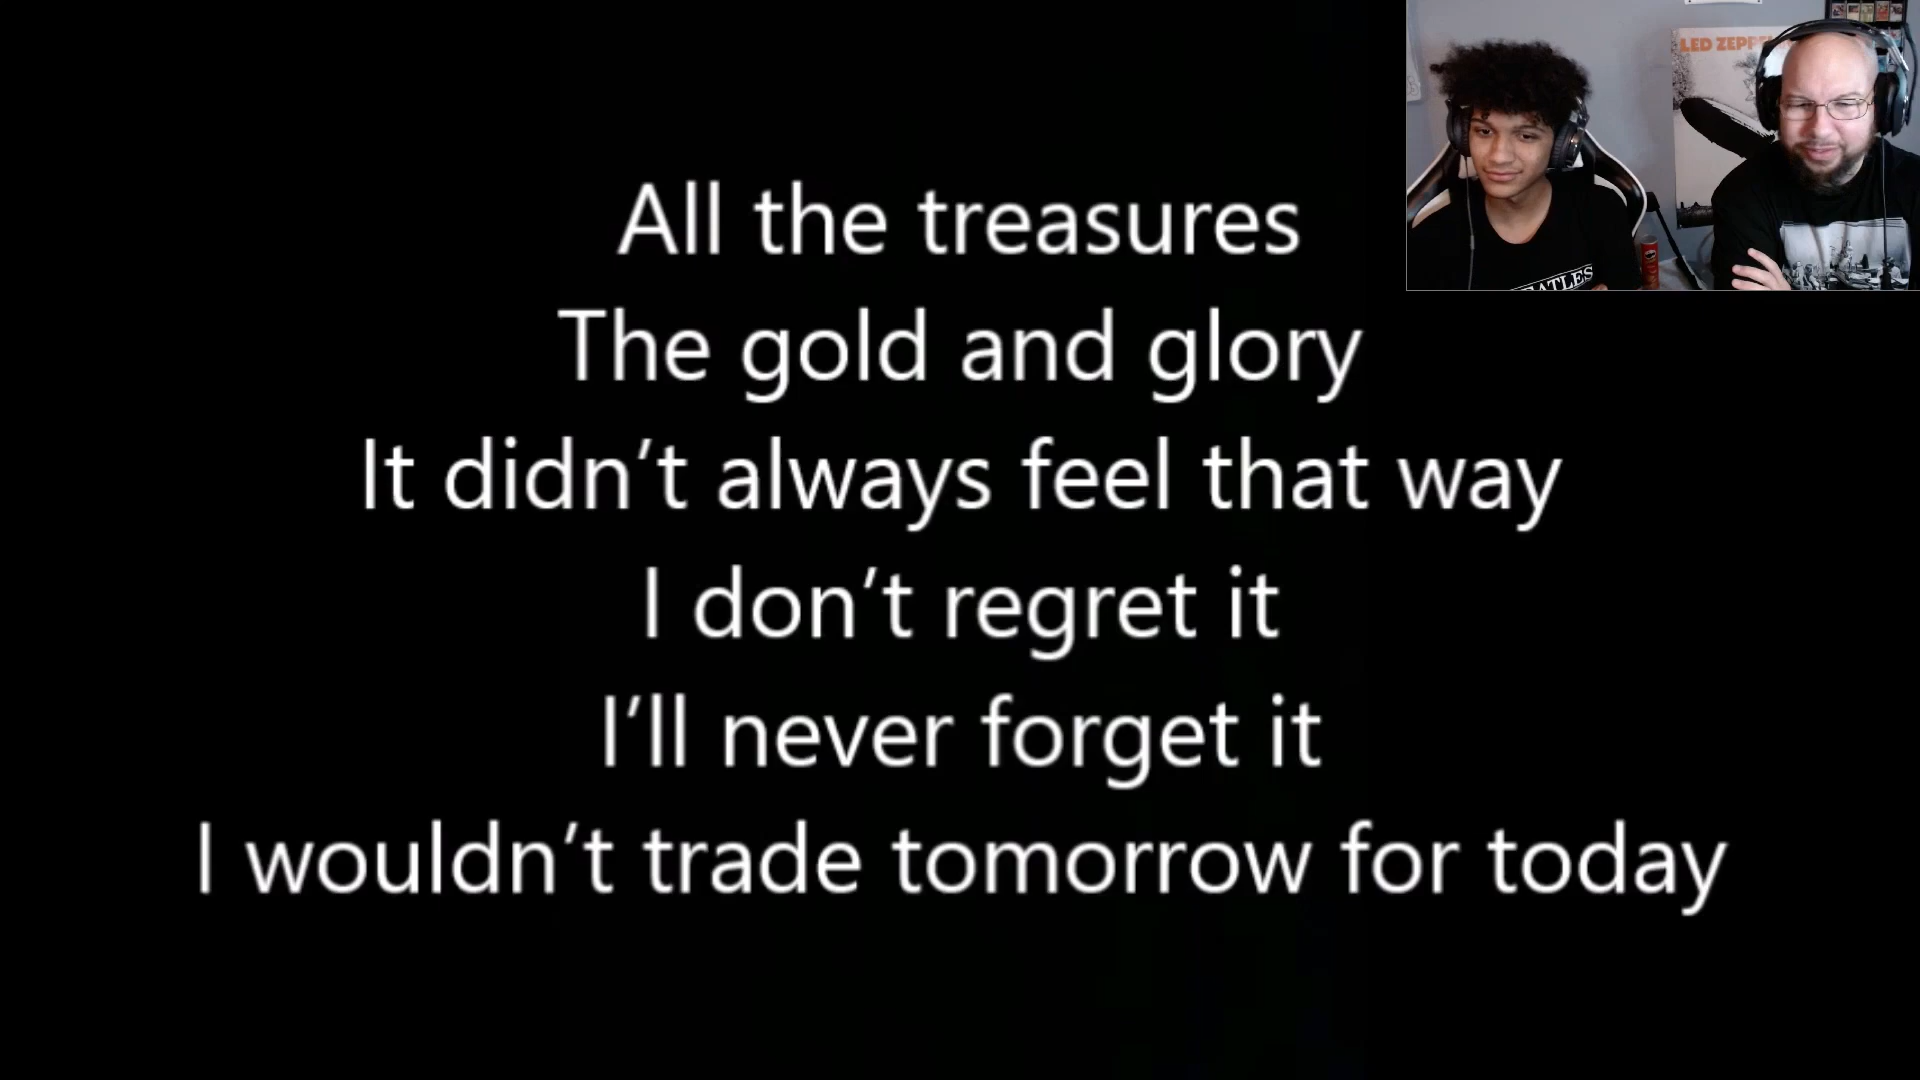 All the treasures
The gold and glory
It didn’t always feel that way
I don’t regret it
I’ll never forget it
I wouldn’t trade tomorrow for today
LED ZEPP
EATLES